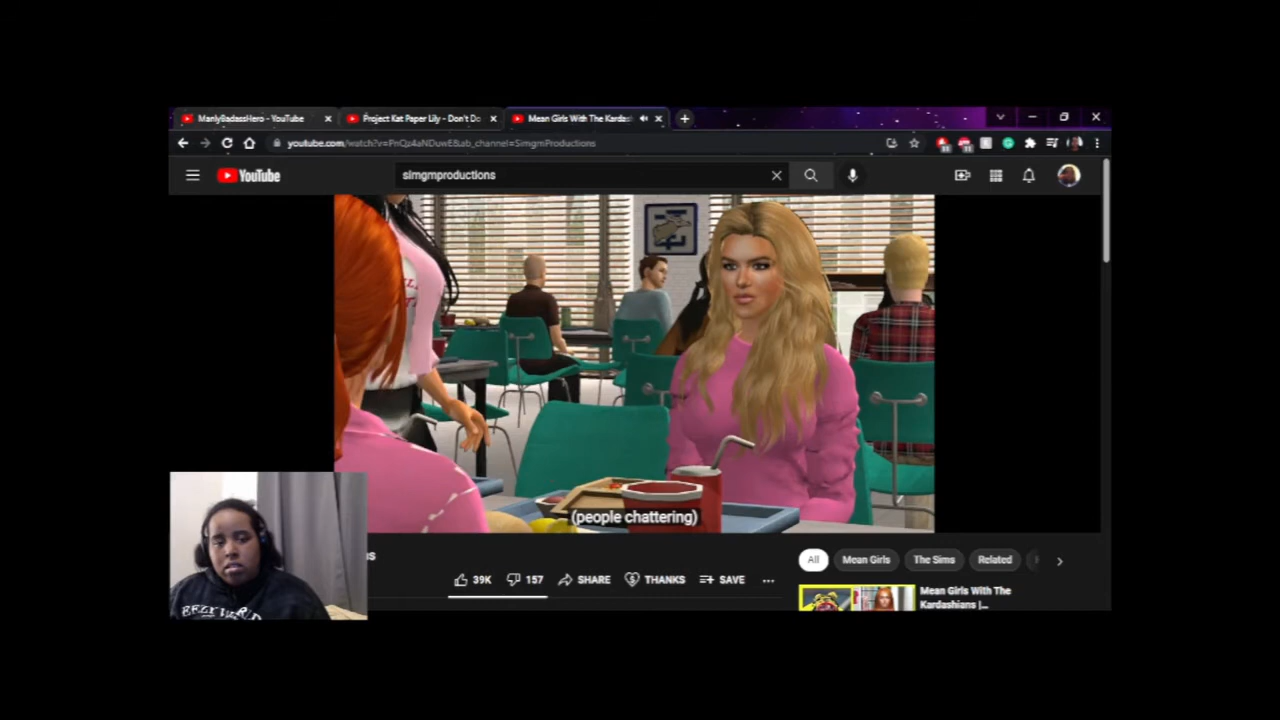 ManlyBadassHero - YouTube
Project Kat Paper Lily - Don't Do
Mean Girls With The Kardas
youtube.com/watch?v=PnQz4aNDuwE&ab_channel=SimgmProductions
YouTube
simgmproductions
(people chattering)
39K
157
SHARE
THANKS
SAVE
All
Mean Girls
The Sims
Related
Mean Girls With The
Kardashians |...